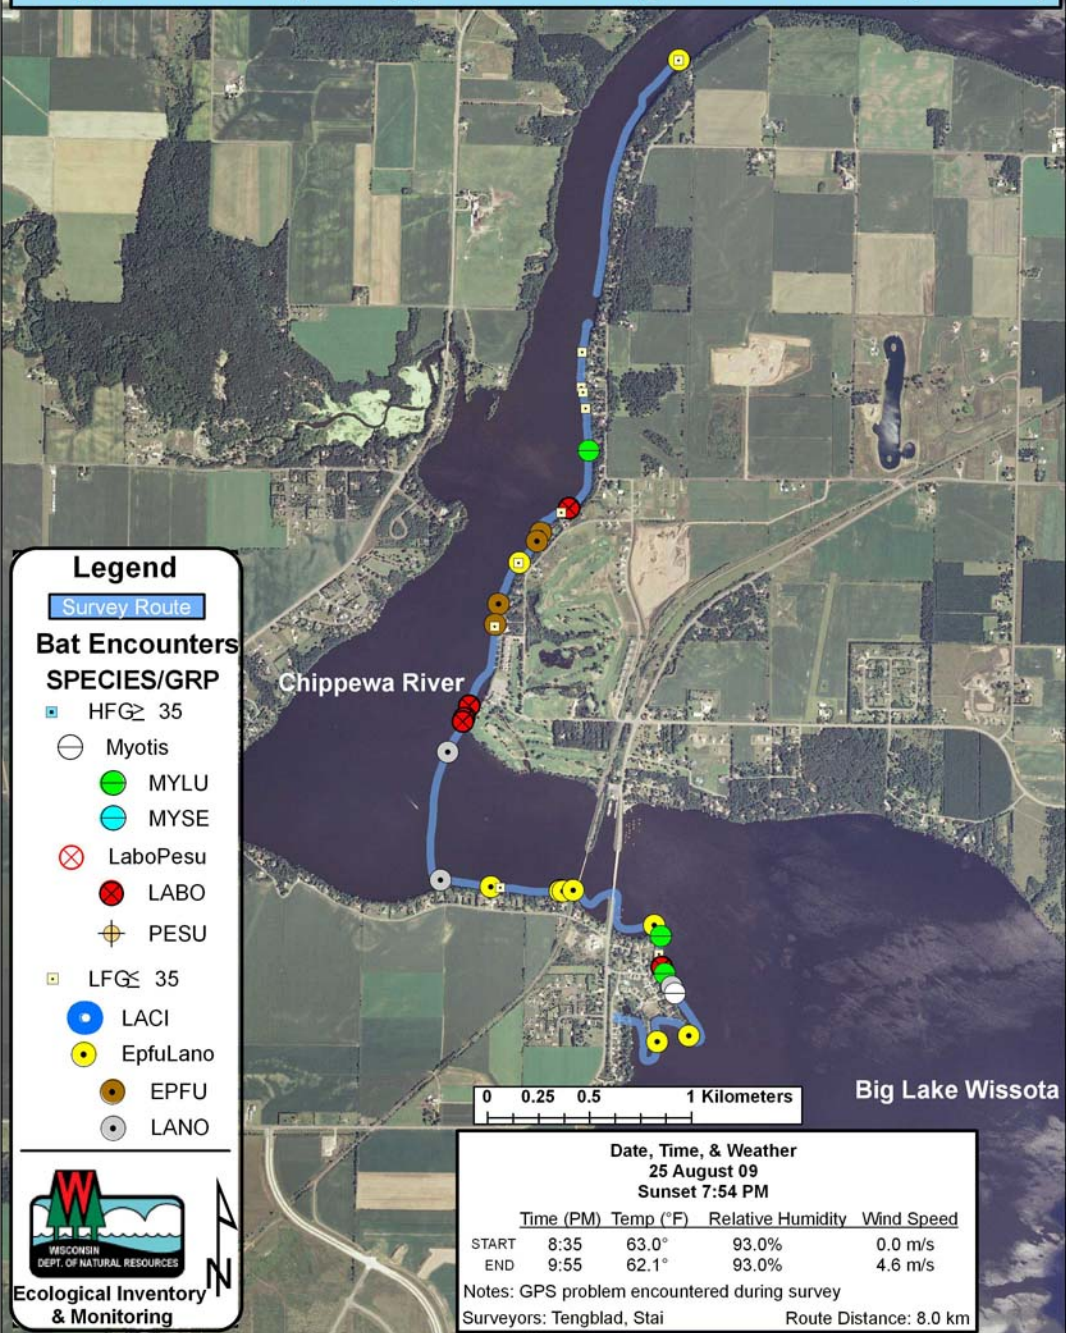 Legend
Survey Route
Bat Encounters
SPECIES/GRP
HFG≥ 35
Myotis
MYLU
MYSE
LaboPesu
LABO
PESU
LFG≤ 35
LACI
EpfuLano
EPFU
LANO
WISCONSIN
DEPT. OF NATURAL RESOURCES
N
Ecological Inventory
& Monitoring
Chippewa River
Big Lake Wissota
0 0.25 0.5 1 Kilometers
Date, Time, & Weather
25 August 09
Sunset 7:54 PM
Time (PM) Temp (°F) Relative Humidity Wind Speed
START 8:35 63.0° 93.0% 0.0 m/s
END 9:55 62.1° 93.0% 4.6 m/s
Notes: GPS problem encountered during survey
Surveyors: Tengblad, Stai Route Distance: 8.0 km